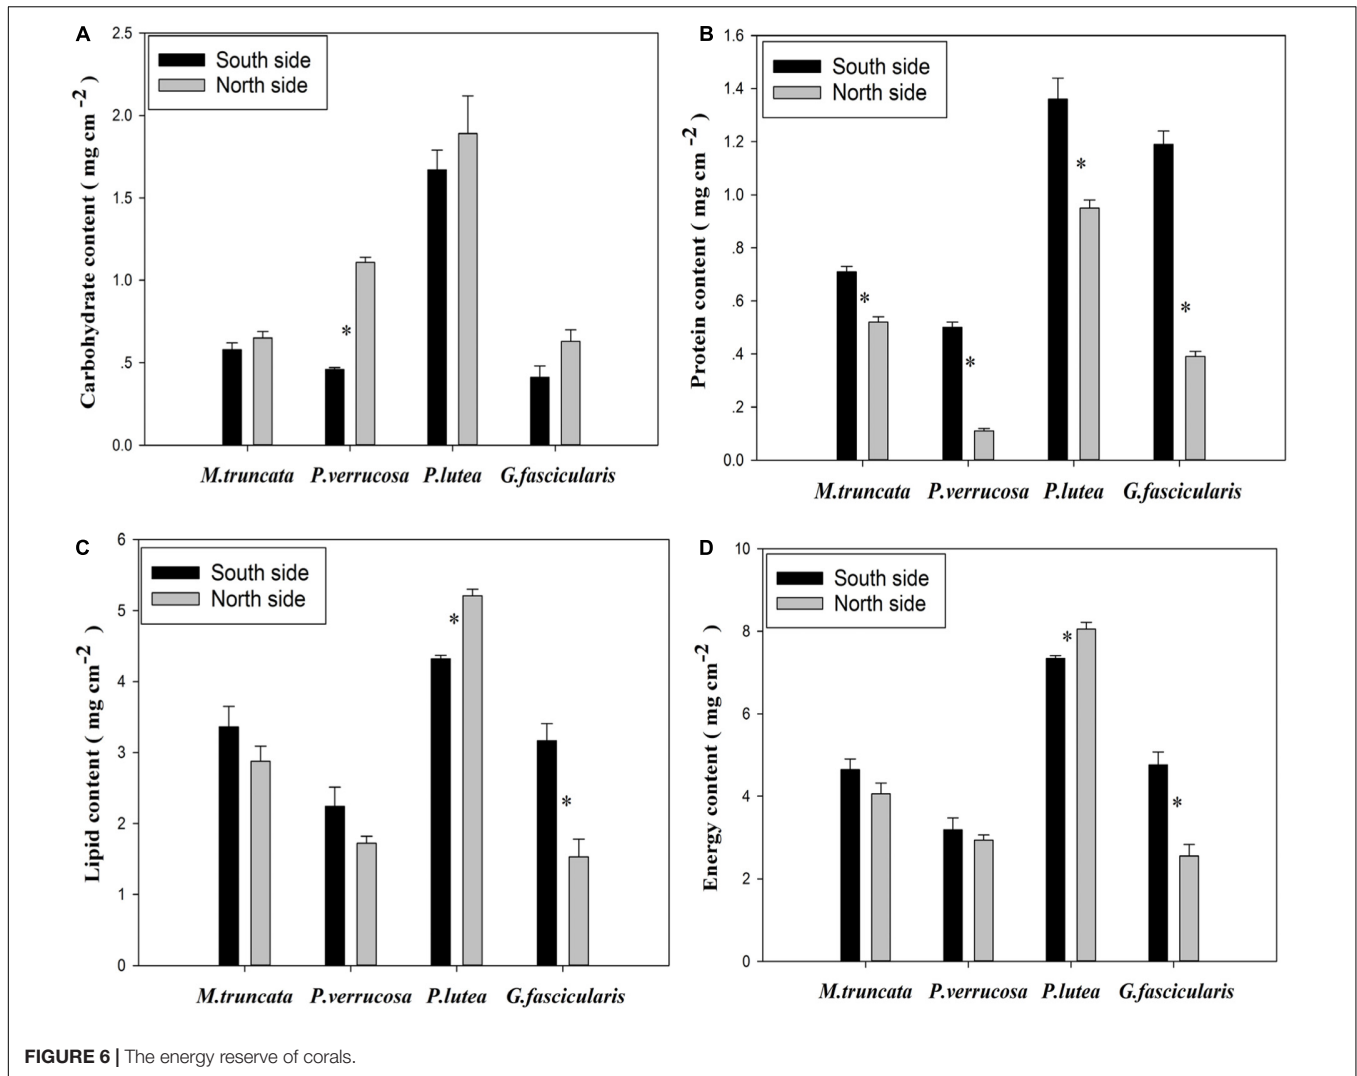 A
2.5
2.0
1.5
1.0
.5
0.0
Carbohydrate content ( mg cm -2 )
South side
North side
*
M.truncata P.verrucosa P.lutea G.fascicularis
B
1.6
1.4
1.2
1.0
.8
.6
.4
.2
0.0
Protein content ( mg cm -2 )
South side
North side
*
*
*
*
M.truncata P.verrucosa P.lutea G.fascicularis
C
6
5
4
3
2
1
0
Lipid content ( mg cm-2 )
South side
North side
*
*
M.truncata P.verrucosa P.lutea G.fascicularis
D
10
8
6
4
2
0
Energy content ( mg cm-2 )
South side
North side
*
*
M.truncata P.verrucosa P.lutea G.fascicularis
FIGURE 6 | The energy reserve of corals.